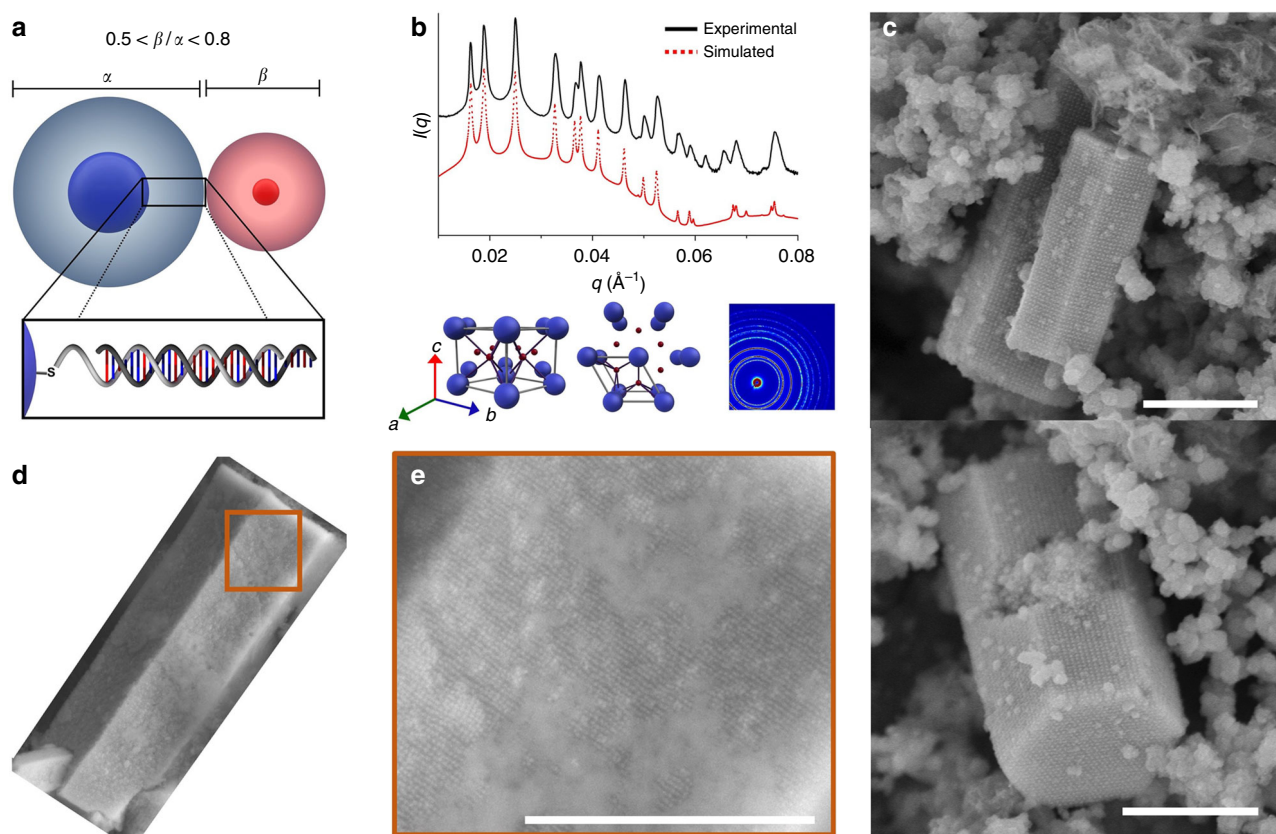 a
0.5 < β/α < 0.8
α
β
S
b
Experimental
Simulated
I(q)
0.02
0.04
0.06
0.08
q (Å⁻¹)
c
a
b
c
d
e